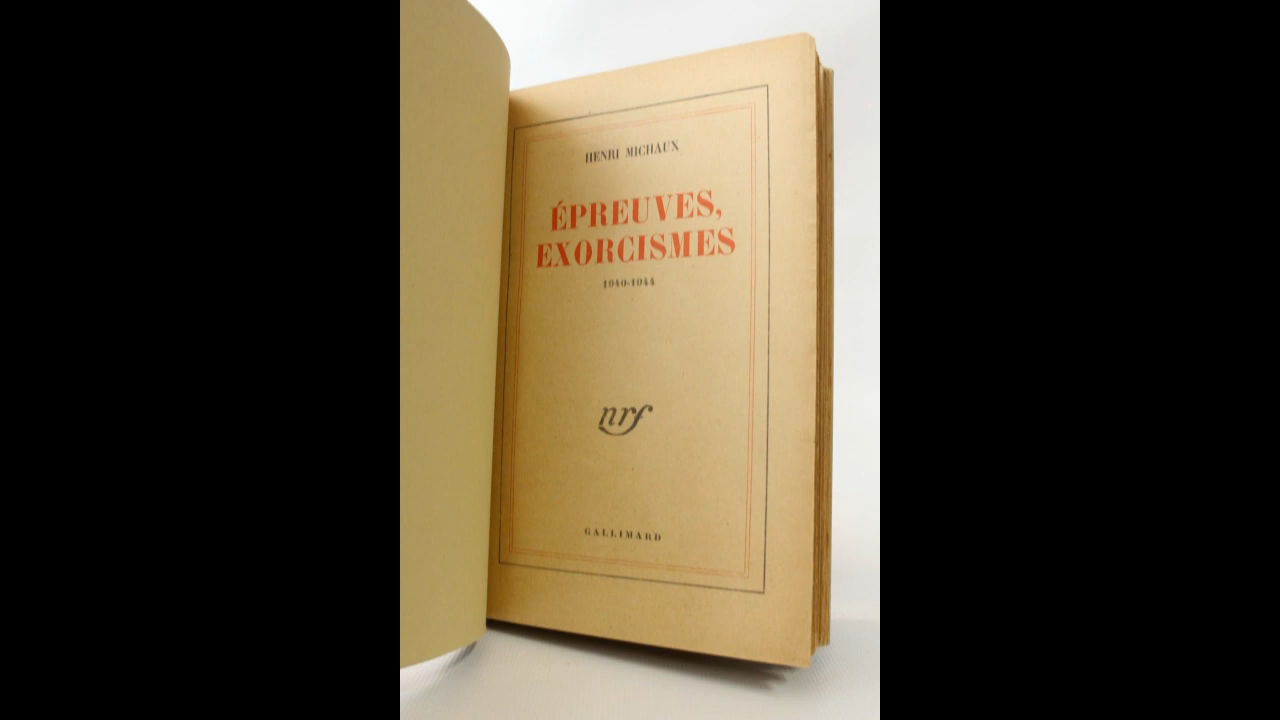 HENRI MICHAUX
ÉPREUVES,
EXORCISMES
1940-1944
nrf
GALLIMARD